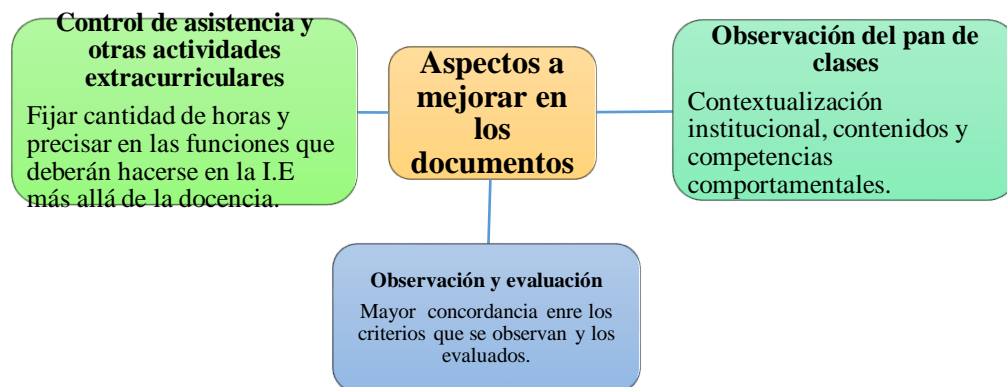 Control de asistencia y
otras actividades
extracurriculares
Fijar cantidad de horas y
precisar en las funciones que
deberán hacerse en la I.E
más allá de la docencia.
Aspectos a
mejorar en
los
documentos
Observación del pan de
clases
Contextualización
institucional, contenidos y
competencias
comportamentales.
Observación y evaluación
Mayor concordancia enre los
criterios que se observan y los
evaluados.